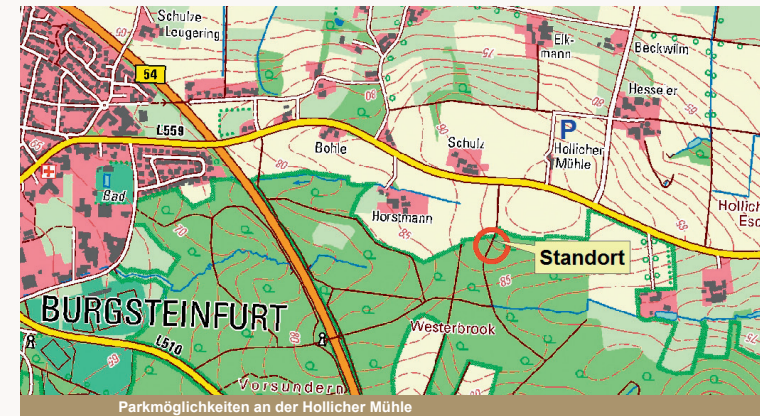 Schulze
Leugering
54
Elk-
mann
Beckwilm
Hesseler
L559
P
Hollicher
Mühle
Bohle
Schulz
Bad
Horstmann
Standort
BURGSTEINFURT
Westerbrook
L510
Vorsundern
Parkmöglichkeiten an der Hollicher Mühle